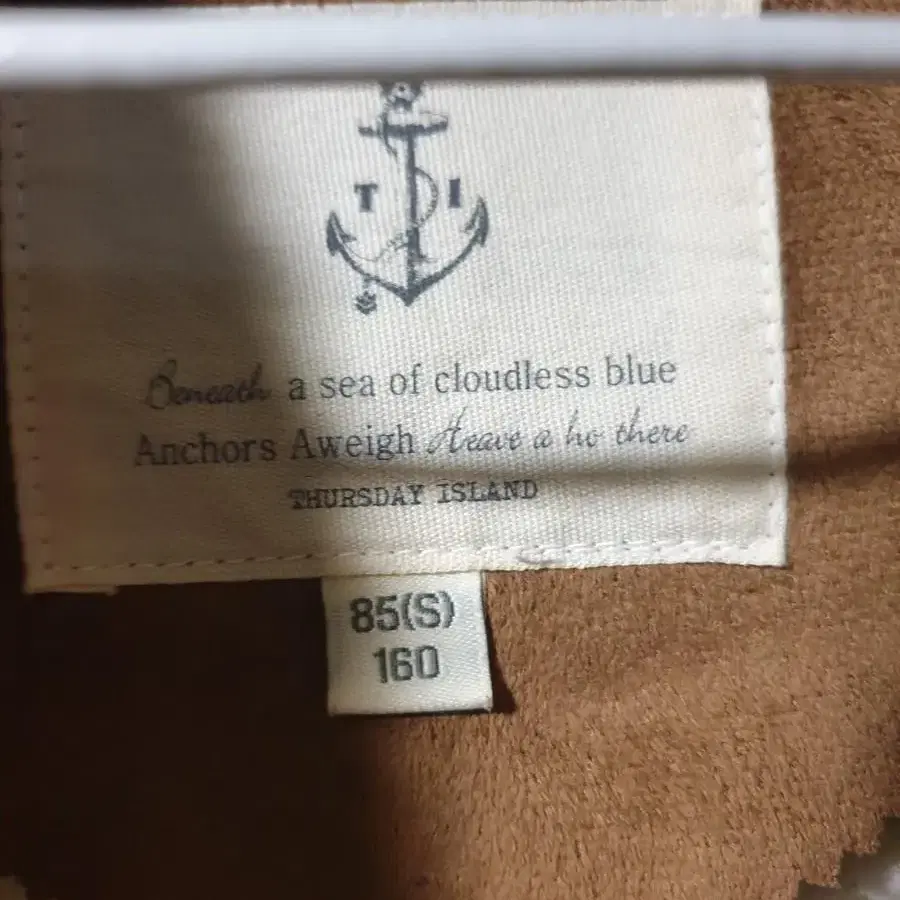 T I
Beneath a sea of cloudless blue
Anchors Aweigh Heave a ho there
THURSDAY ISLAND
85(S)
160